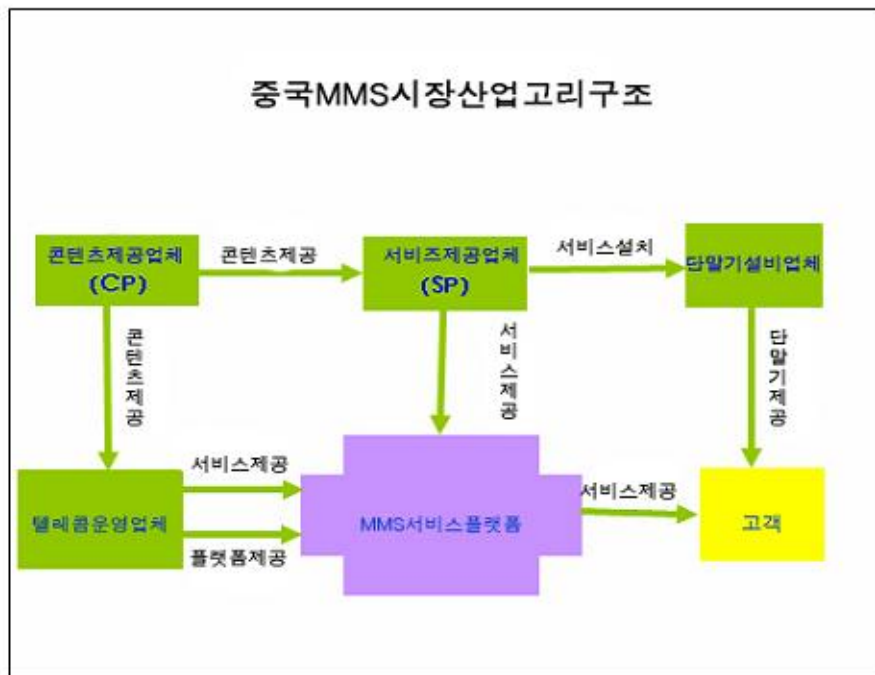 중국MMS시장산업고리구조
콘텐츠제공업체
(CP)
콘텐츠제공
서비즈제공업체
(SP)
서비스설치
단말기설비업체
콘텐츠제공
서비스제공
단말기제공
텔레콤운영업체
서비스제공
플랫폼제공
MMS서비스플랫폼
서비스제공
고객